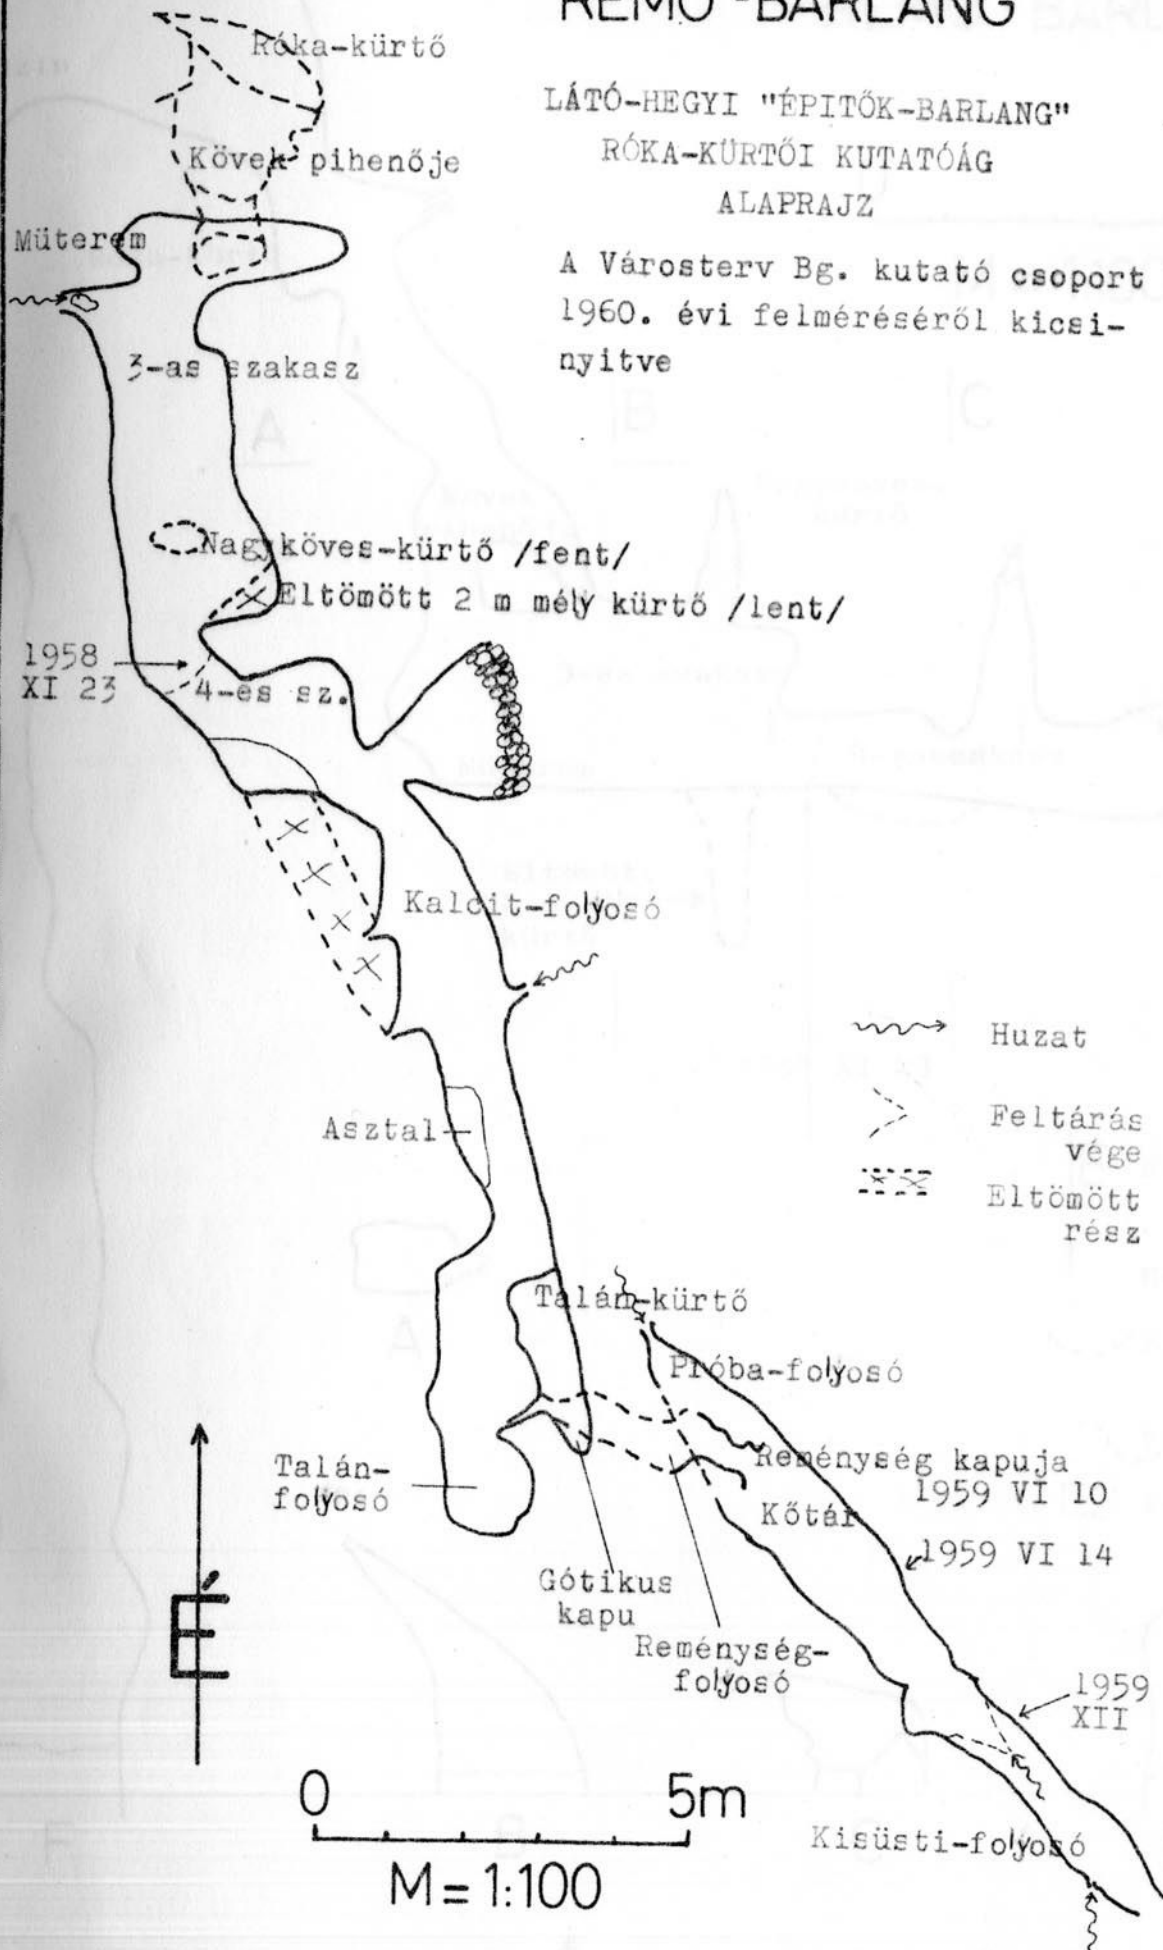 REMÓ-BARLANG
LÁTÓ-HEGYI "ÉPITŐK-BARLANG"
RÓKA-KÜRTŐI KUTATÓÁG
ALAPRAJZ
A Városterv Bg. kutató csoport
1960. évi felméréséről kicsi-
nyitve
Róka-kürtő
Kövek pihenője
Müterem
3-as szakasz
Nagyköves-kürtő /fent/
Eltömött 2 m mély kürtő /lent/
1958
XI 23
4-es sz.
Kalcit-folyosó
Huzat
Feltárás
vége
Eltömött
rész
Asztal
Talán-kürtő
Próba-folyosó
Reménység kapuja
1959 VI 10
Talán-
folyosó
Kőtár
1959 VI 14
Gótikus
kapu
Reménység-
folyosó
1959
XII
É
0 5m
Kisüsti-folyosó
M = 1:100